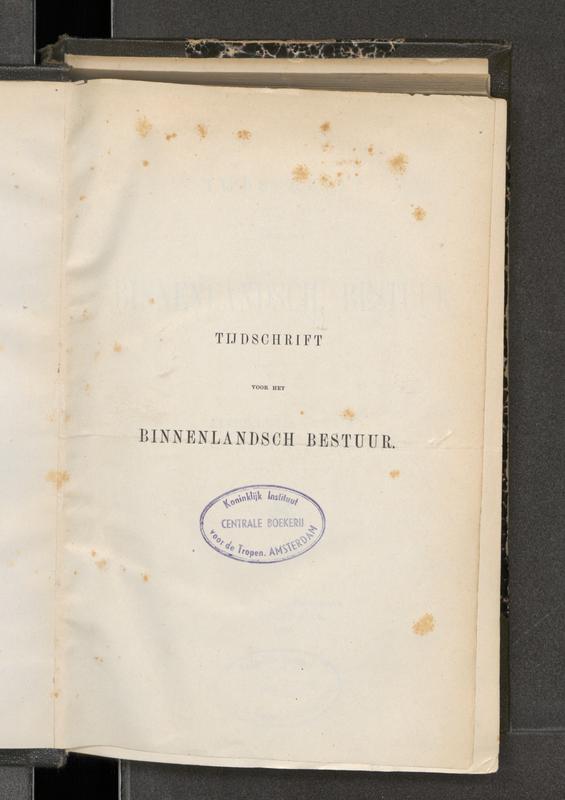 TIJDSCHRIFT
VOOR HET
BINNENLANDSCH BESTUUR.
Koninklijk Instituut
CENTRALE BOEKERIJ
voor de Tropen. AMSTERDAM